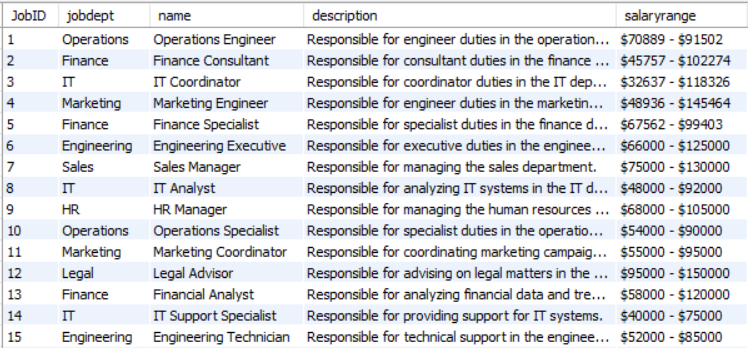 JobID jobdept name description salaryrange
1 Operations Operations Engineer Responsible for engineer duties in the operation... $70889 - $91502
2 Finance Finance Consultant Responsible for consultant duties in the finance ... $45757 - $102274
3 IT IT Coordinator Responsible for coordinator duties in the IT dep... $32637 - $118326
4 Marketing Marketing Engineer Responsible for engineer duties in the marketin... $48936 - $145464
5 Finance Finance Specialist Responsible for specialist duties in the finance d... $67562 - $99403
6 Engineering Engineering Executive Responsible for executive duties in the enginee... $66000 - $125000
7 Sales Sales Manager Responsible for managing the sales department. $75000 - $130000
8 IT IT Analyst Responsible for analyzing IT systems in the IT d... $48000 - $92000
9 HR HR Manager Responsible for managing the human resources ... $68000 - $105000
10 Operations Operations Specialist Responsible for specialist duties in the operatio... $54000 - $90000
11 Marketing Marketing Coordinator Responsible for coordinating marketing campaig... $55000 - $95000
12 Legal Legal Advisor Responsible for advising on legal matters in the ... $95000 - $150000
13 Finance Financial Analyst Responsible for analyzing financial data and tre... $58000 - $120000
14 IT IT Support Specialist Responsible for providing support for IT systems. $40000 - $75000
15 Engineering Engineering Technician Responsible for technical support in the enginee... $52000 - $85000